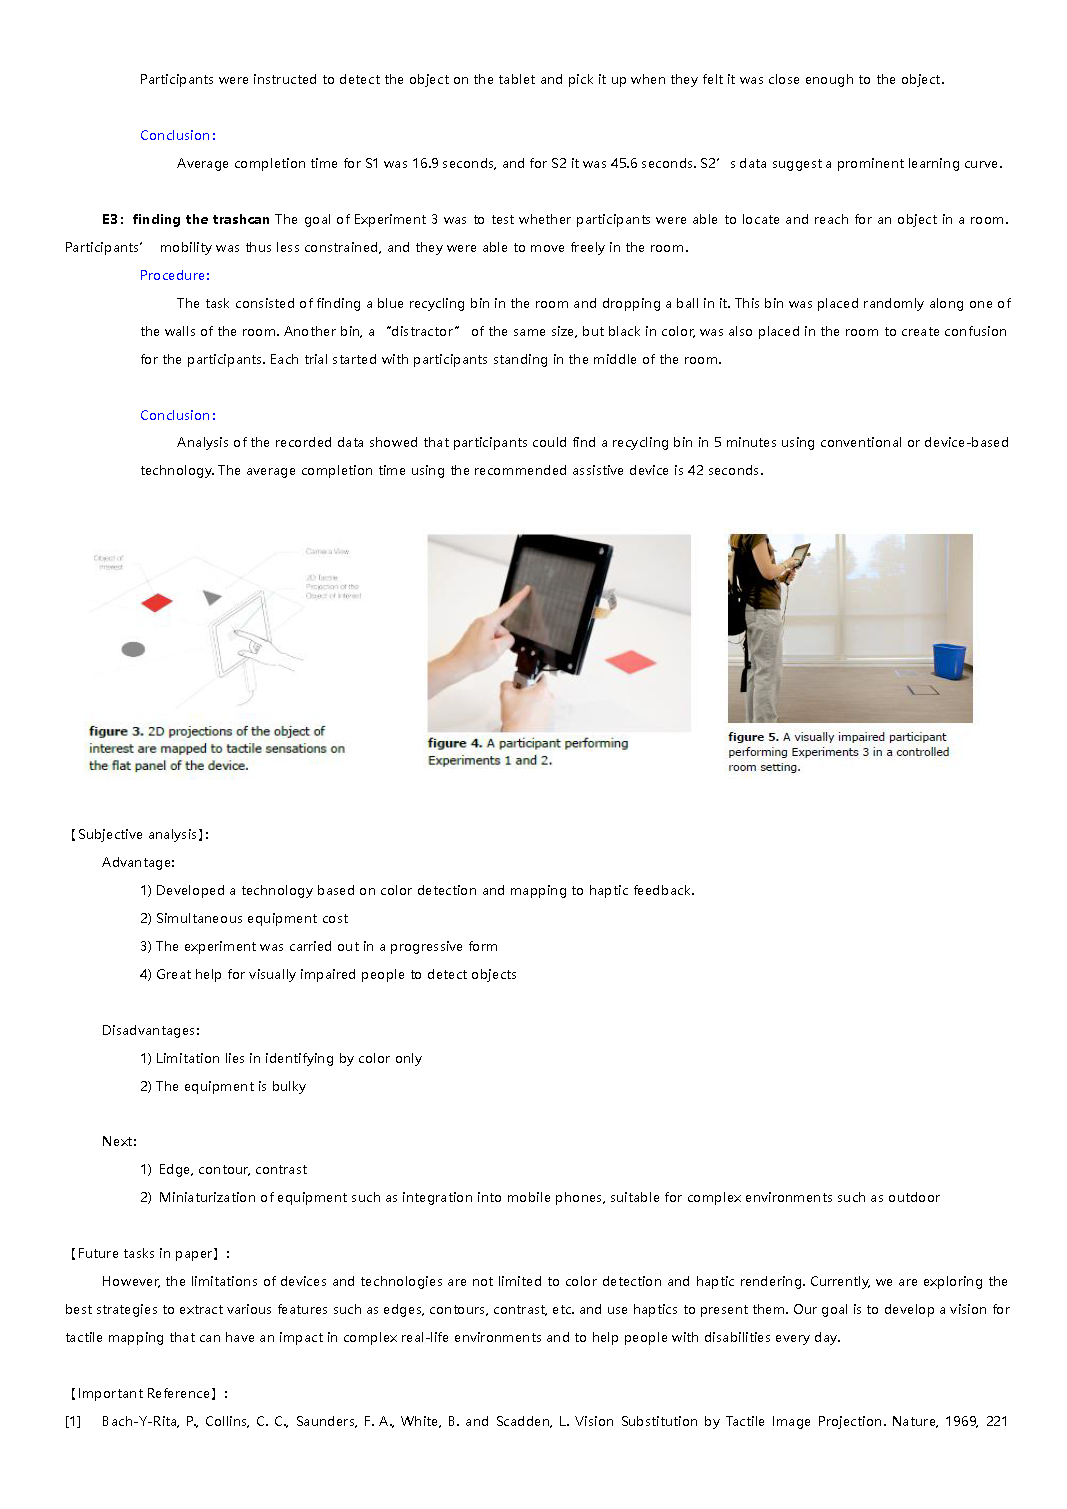 Participants were instructed to detect the object on the tablet and pick it up when they felt it was close enough to the object.
Conclusion:
Average completion time for S1 was 16.9 seconds, and for S2 it was 45.6 seconds. S2’ s data suggest a prominent learning curve.
E3: finding the trashcan The goal of Experiment 3 was to test whether participants were able to locate and reach for an object in a room.
Participants’ mobility was thus less constrained, and they were able to move freely in the room.
Procedure:
The task consisted of finding a blue recycling bin in the room and dropping a ball in it. This bin was placed randomly along one of
the walls of the room. Another bin, a “distractor” of the same size, but black in color, was also placed in the room to create confusion
for the participants. Each trial started with participants standing in the middle of the room.
Conclusion:
Analysis of the recorded data showed that participants could find a recycling bin in 5 minutes using conventional or device-based
technology. The average completion time using the recommended assistive device is 42 seconds.
Object of
Interest
Camera View
2D Tactile
Projection of the
Object of Interest
figure 3. 2D projections of the object of
interest are mapped to tactile sensations on
the flat panel of the device.
figure 4. A participant performing
Experiments 1 and 2.
figure 5. A visually impaired participant
performing Experiments 3 in a controlled
room setting.
【Subjective analysis】:
Advantage:
1) Developed a technology based on color detection and mapping to haptic feedback.
2) Simultaneous equipment cost
3) The experiment was carried out in a progressive form
4) Great help for visually impaired people to detect objects
Disadvantages:
1) Limitation lies in identifying by color only
2) The equipment is bulky
Next:
1) Edge, contour, contrast
2) Miniaturization of equipment such as integration into mobile phones, suitable for complex environments such as outdoor
【Future tasks in paper】:
However, the limitations of devices and technologies are not limited to color detection and haptic rendering. Currently, we are exploring the
best strategies to extract various features such as edges, contours, contrast, etc. and use haptics to present them. Our goal is to develop a vision for
tactile mapping that can have an impact in complex real-life environments and to help people with disabilities every day.
【Important Reference】:
[1] Bach-Y-Rita, P., Collins, C. C., Saunders, F. A., White, B. and Scadden, L. Vision Substitution by Tactile Image Projection. Nature, 1969, 221